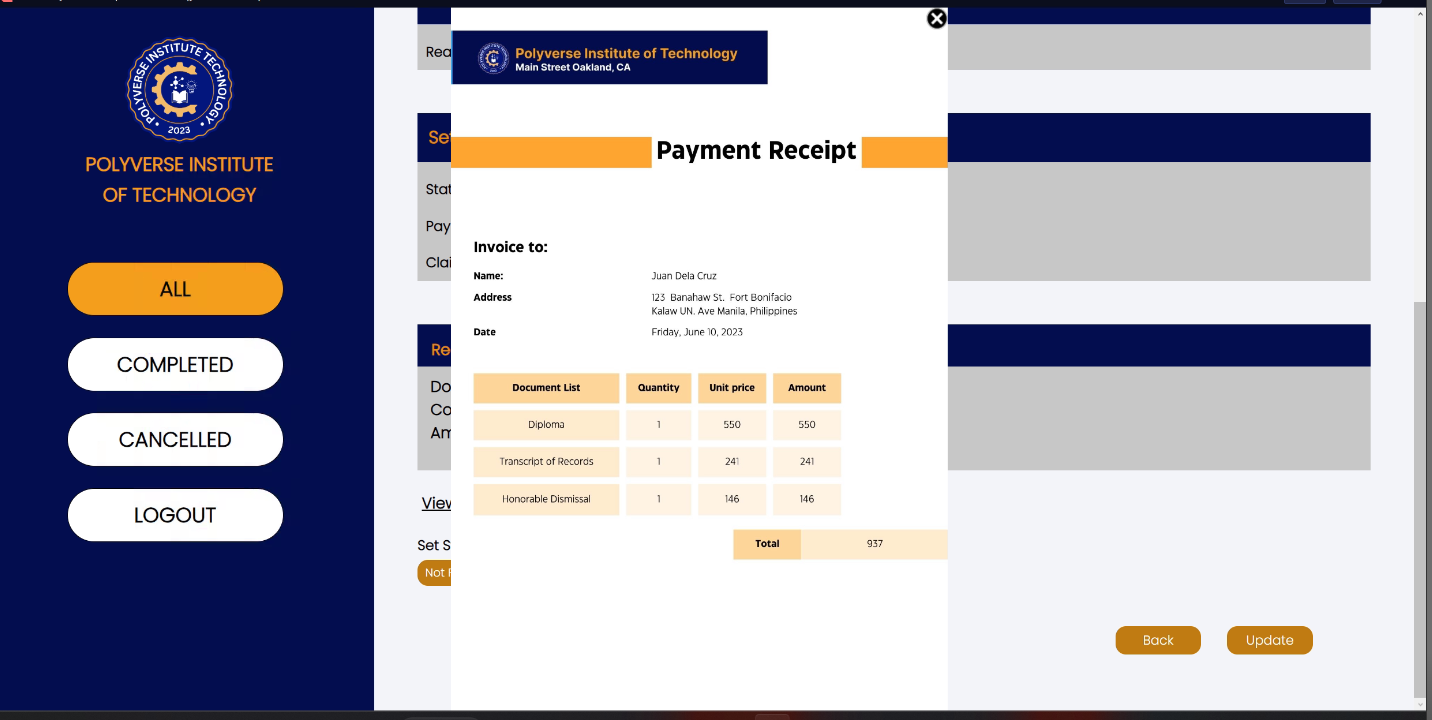 POLYVERSE INSTITUTE TECHNOLOGY
2023
POLYVERSE INSTITUTE
OF TECHNOLOGY
ALL
COMPLETED
CANCELLED
LOGOUT
Polyverse Institute of Technology
Main Street Oakland, CA
Payment Receipt
Invoice to:
Name: Juan Dela Cruz
Address 123 Banahaw St. Fort Bonifacio
Kalaw UN. Ave Manila, Philippines
Date Friday, June 10, 2023
Document List Quantity Unit price Amount
Diploma 1 550 550
Transcript of Records 1 241 241
Honorable Dismissal 1 146 146
Total 937
Rea
Set
Stat
Pay
Clai
Re
Do
Co
Am
View
Set S
Not
Back
Update